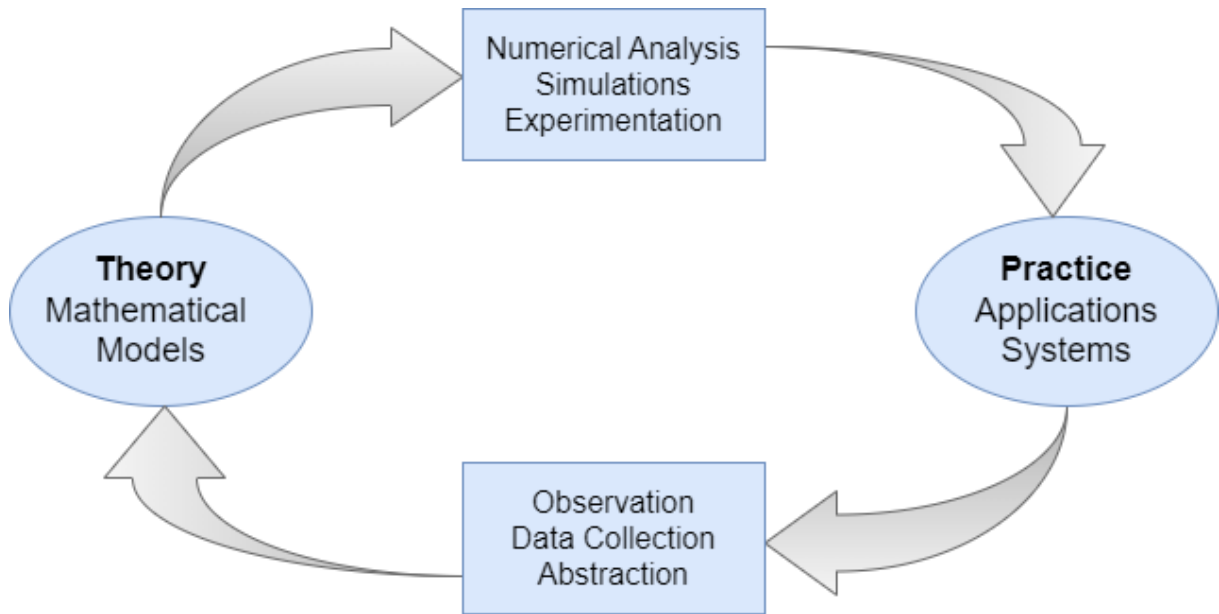 Numerical Analysis
Simulations
Experimentation
Theory
Mathematical
Models
Practice
Applications
Systems
Observation
Data Collection
Abstraction